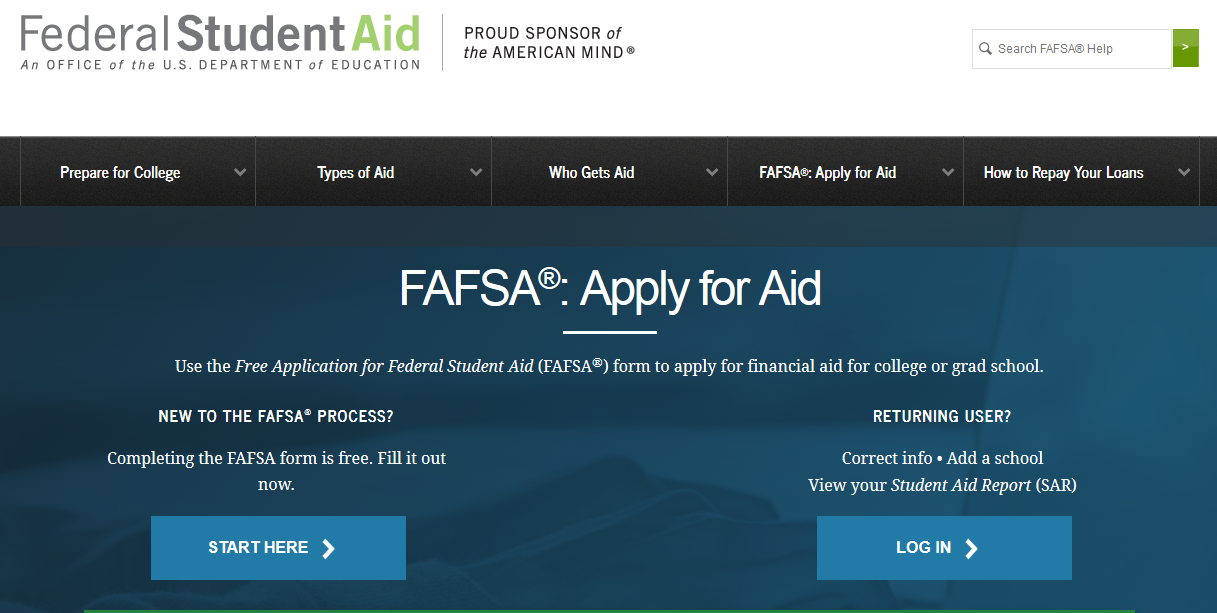 Federal Student Aid
An OFFICE of the U.S. DEPARTMENT of EDUCATION
PROUD SPONSOR of
the AMERICAN MIND®
Search FAFSA® Help
>
Prepare for College
Types of Aid
Who Gets Aid
FAFSA®: Apply for Aid
How to Repay Your Loans
FAFSA®: Apply for Aid
Use the Free Application for Federal Student Aid (FAFSA®) form to apply for financial aid for college or grad school.
NEW TO THE FAFSA® PROCESS?
Completing the FAFSA form is free. Fill it out
now.
START HERE
RETURNING USER?
Correct info • Add a school
View your Student Aid Report (SAR)
LOG IN